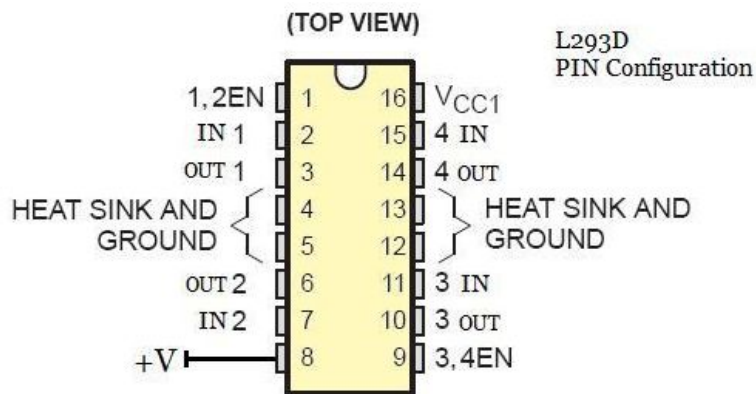 (TOP VIEW)
L293D
PIN Configuration
1,2EN 1 16 VCC1
IN 1 2 15 4 IN
OUT 1 3 14 4 OUT
HEAT SINK AND GROUND 4 13 HEAT SINK AND GROUND
5 12
OUT 2 6 11 3 IN
IN 2 7 10 3 OUT
+V 8 9 3,4EN